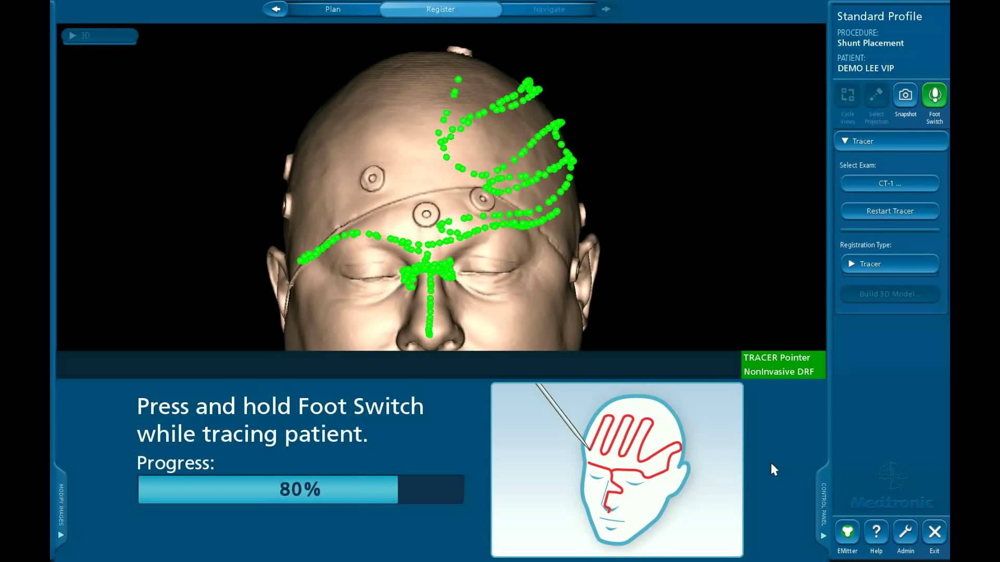 Plan
Register
Navigate
3D
Standard Profile
PROCEDURE:
Shunt Placement
PATIENT:
DEMO LEE VIP
Cycle
Views
Select
Projection
Snapshot
Foot
Switch
Tracer
Select Exam:
CT-1 ...
Restart Tracer
Registration Type:
Tracer
Build 3D Model...
TRACER Pointer
NonInvasive DRF
Press and hold Foot Switch
while tracing patient.
Progress:
80%
MODIFY IMAGES
CONTROL PANEL
Medtronic
EMitter
Help
Admin
Exit